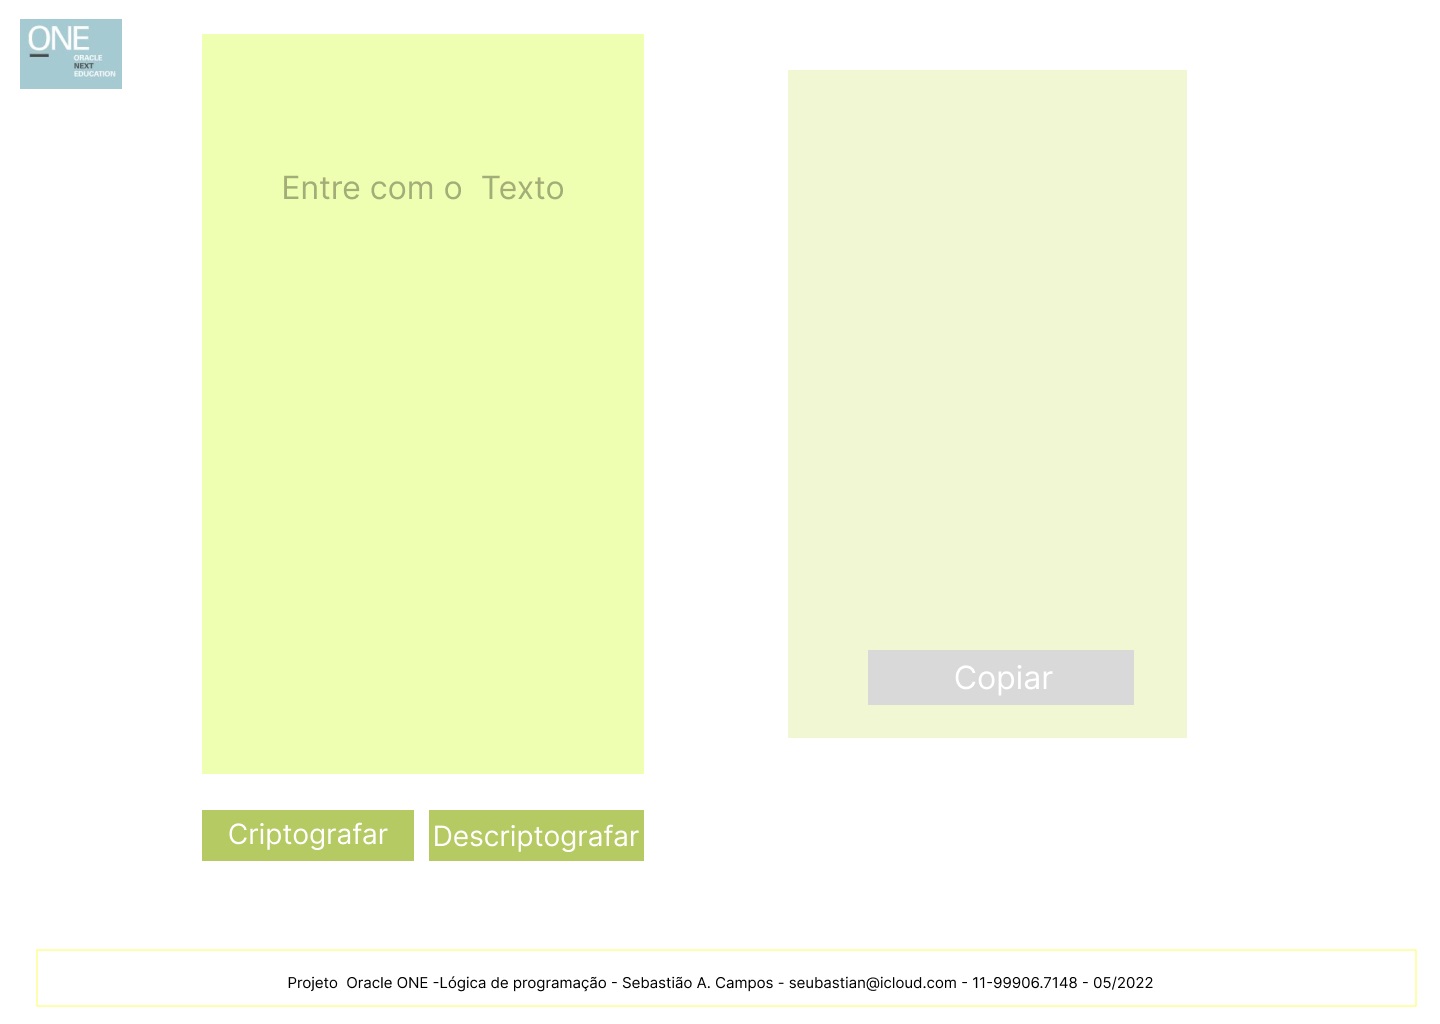 ONE
ORACLE
NEXT
EDUCATION
Entre com o  Texto
Copiar
Criptografar
Descriptografar
Projeto  Oracle ONE -Lógica de programação - Sebastião A. Campos - seubastian@icloud.com - 11-99906.7148 - 05/2022